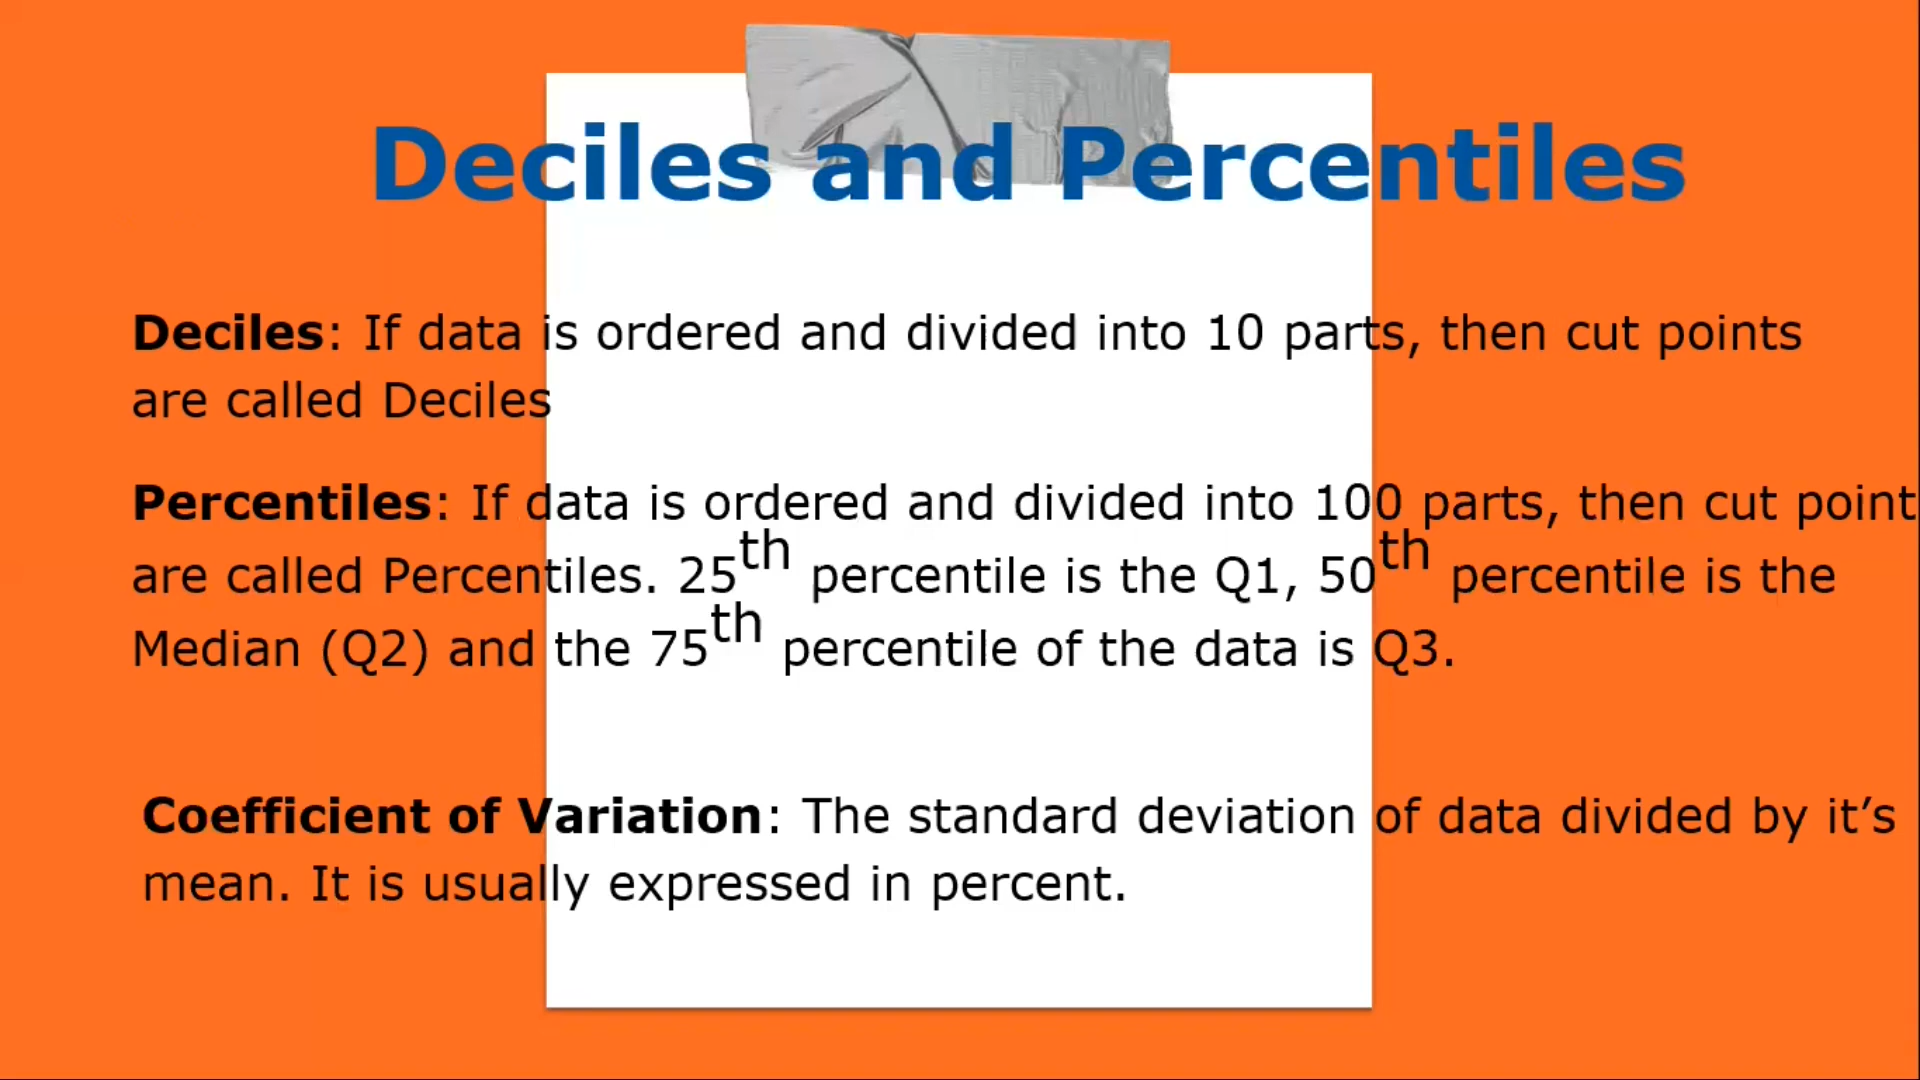 Deciles and Percentiles
Deciles: If data is ordered and divided into 10 parts, then cut points
are called Deciles
Percentiles: If data is ordered and divided into 100 parts, then cut point
are called Percentiles. 25th percentile is the Q1, 50th percentile is the
Median (Q2) and the 75th percentile of the data is Q3.
Coefficient of Variation: The standard deviation of data divided by it’s
mean. It is usually expressed in percent.